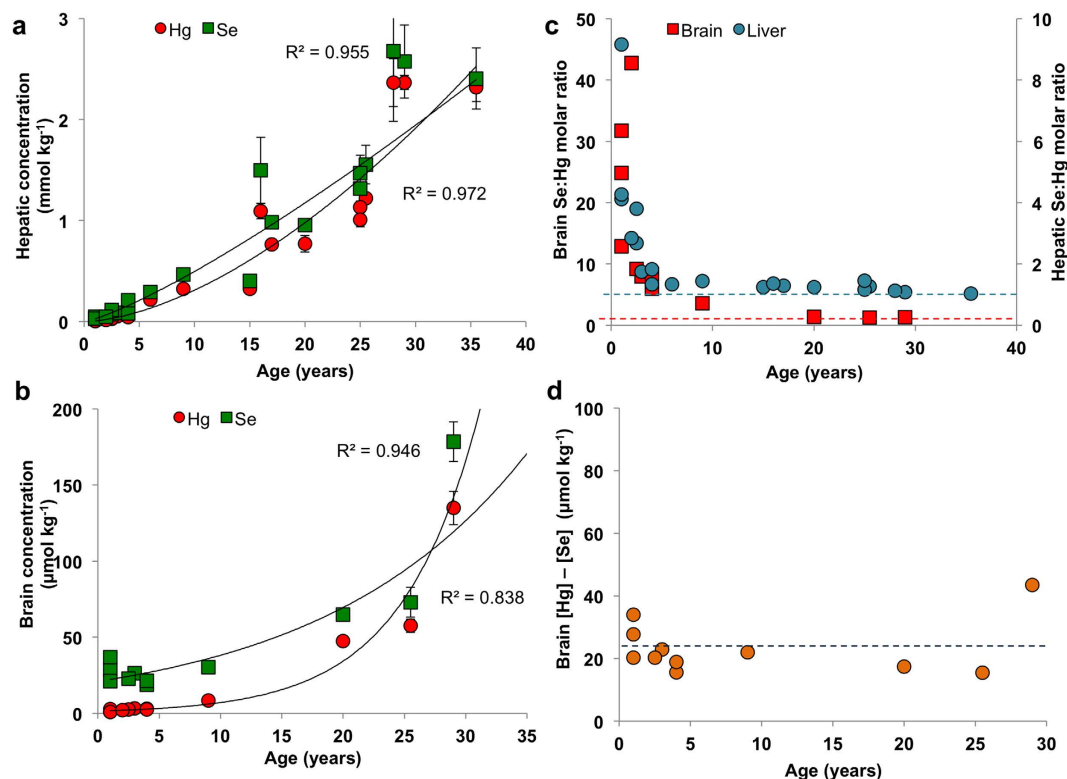 a
Hg Se
R² = 0.955
R² = 0.972
Hepatic concentration
(mmol kg⁻¹)
3
2
1
0
0 5 10 15 20 25 30 35 40
Age (years)
c
Brain Liver
Brain Se:Hg molar ratio
50
40
30
20
10
0
10
8
6
4
2
0
Hepatic Se:Hg molar ratio
0 10 20 30 40
Age (years)
b
Hg Se
R² = 0.946
R² = 0.838
Brain concentration
(µmol kg⁻¹)
200
150
100
50
0
0 5 10 15 20 25 30 35
Age (years)
d
Brain [Hg] – [Se] (µmol kg⁻¹)
100
80
60
40
20
0
0 5 10 15 20 25 30
Age (years)